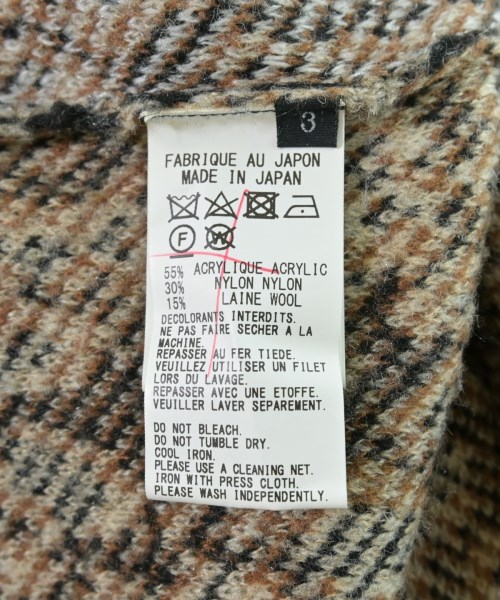 3
FABRIQUE AU JAPON
MADE IN JAPAN
F W
55% ACRYLIQUE ACRYLIC
30% NYLON NYLON
15% LAINE WOOL
DECOLORANTS INTERDITS.
NE PAS FAIRE SECHER A LA
MACHINE.
REPASSER AU FER TIEDE.
VEUILLEZ UTILISER UN FILET
LORS DU LAVAGE.
REPASSER AVEC UNE ETOFFE.
VEUILLER LAVER SEPAREMENT.
DO NOT BLEACH.
DO NOT TUMBLE DRY.
COOL IRON.
PLEASE USE A CLEANING NET.
IRON WITH PRESS CLOTH.
PLEASE WASH INDEPENDENTLY.